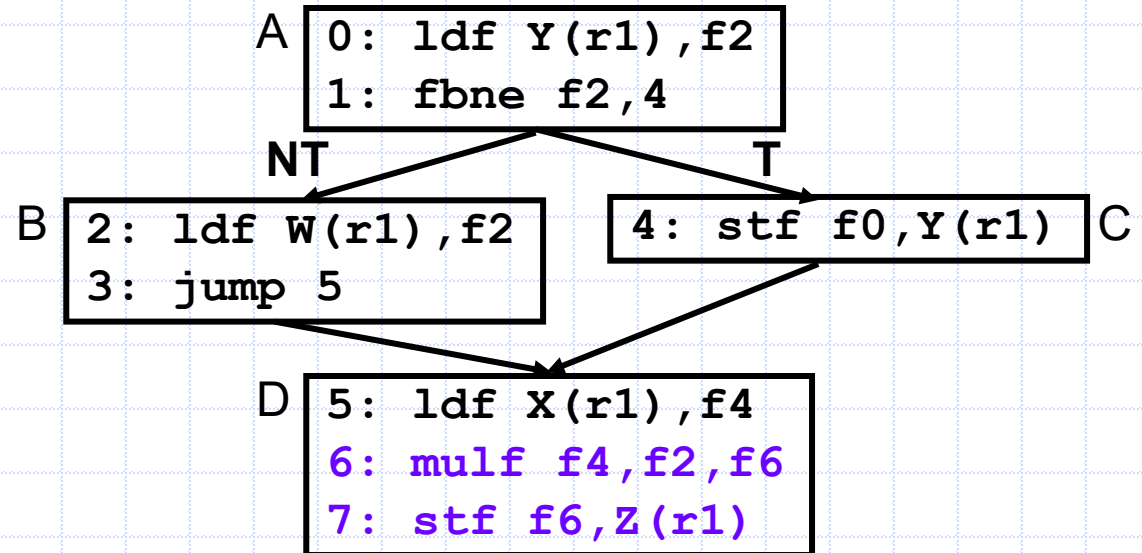 A
0: ldf Y(r1),f2
1: fbne f2,4
NT
T
B
2: ldf W(r1),f2
3: jump 5
4: stf f0,Y(r1)
C
D
5: ldf X(r1),f4
6: mulf f4,f2,f6
7: stf f6,Z(r1)